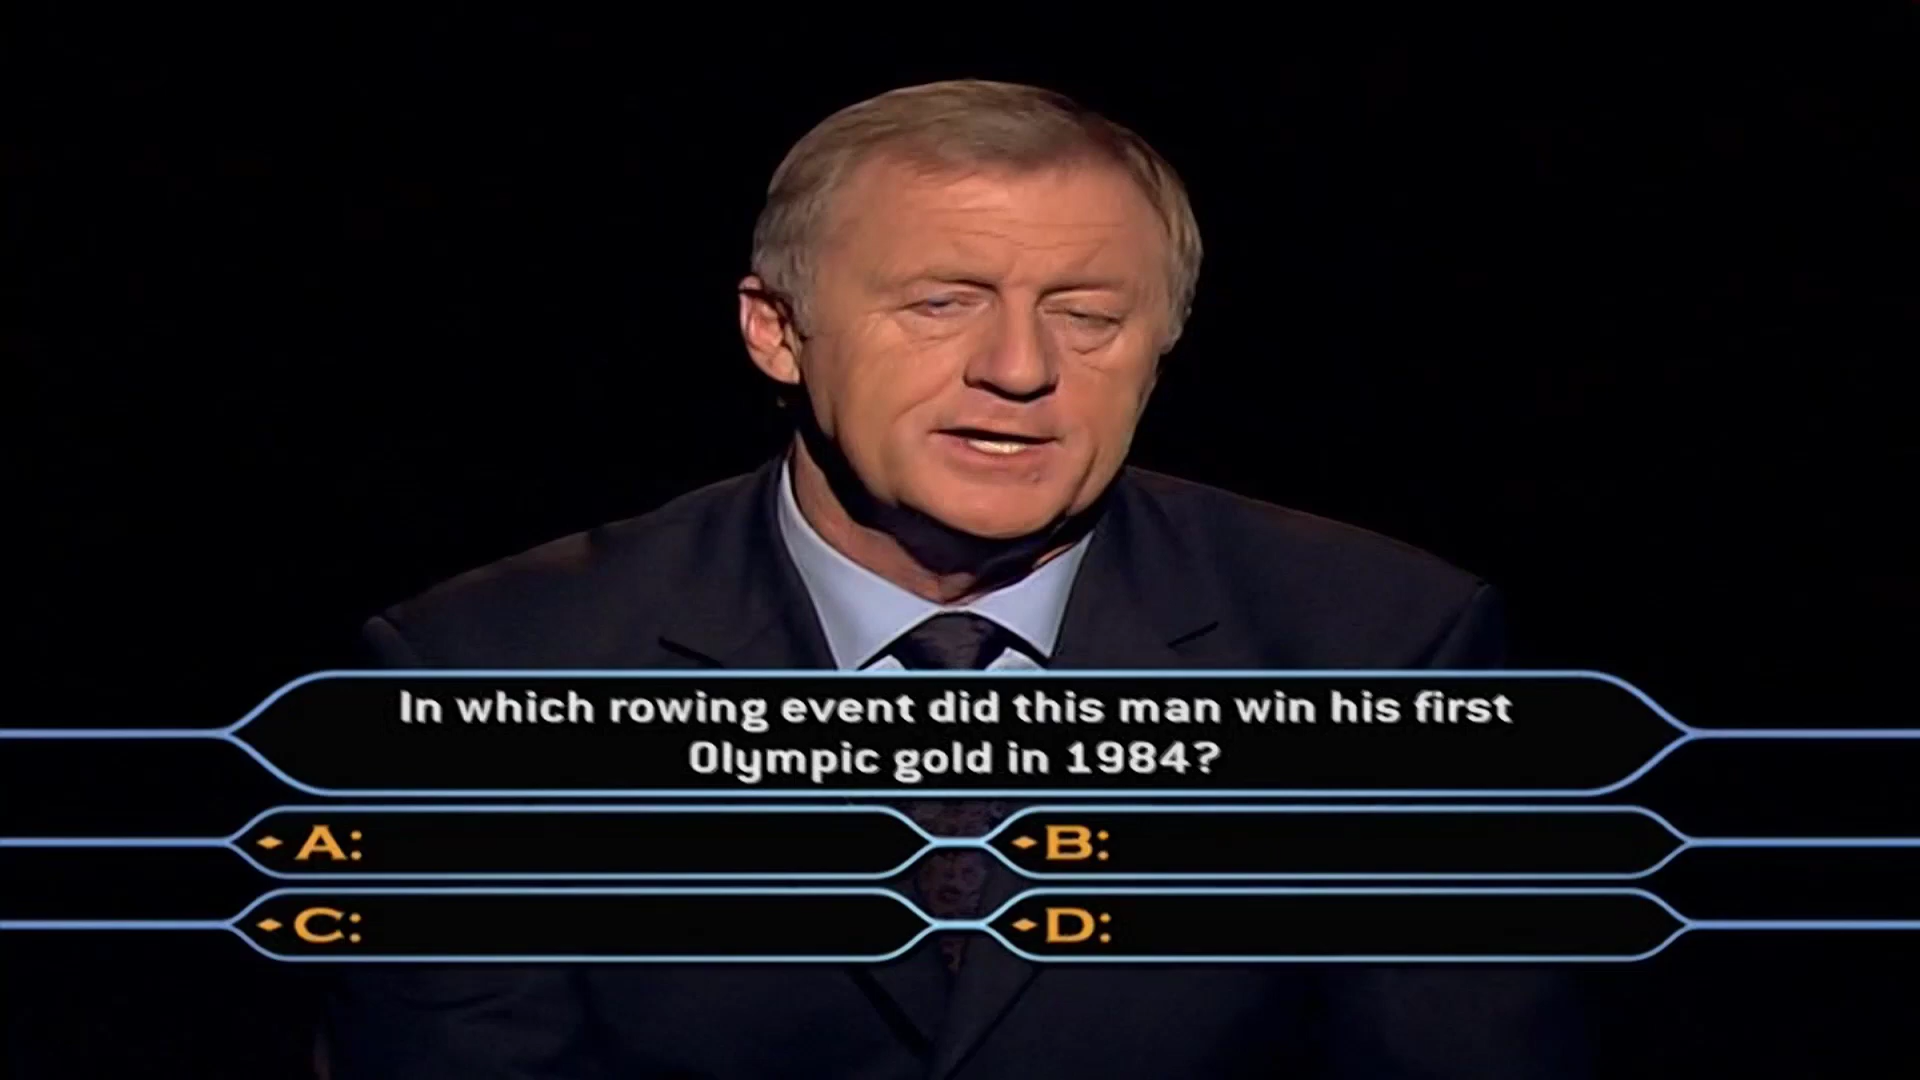 In which rowing event did this man win his first
Olympic gold in 1984?
A:
B:
C:
D: